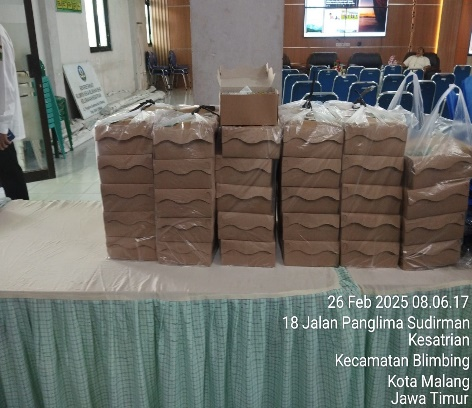 26 Feb 2025 08.06.17
18 Jalan Panglima Sudirman
Kesatrian
Kecamatan Blimbing
Kota Malang
Jawa Timur